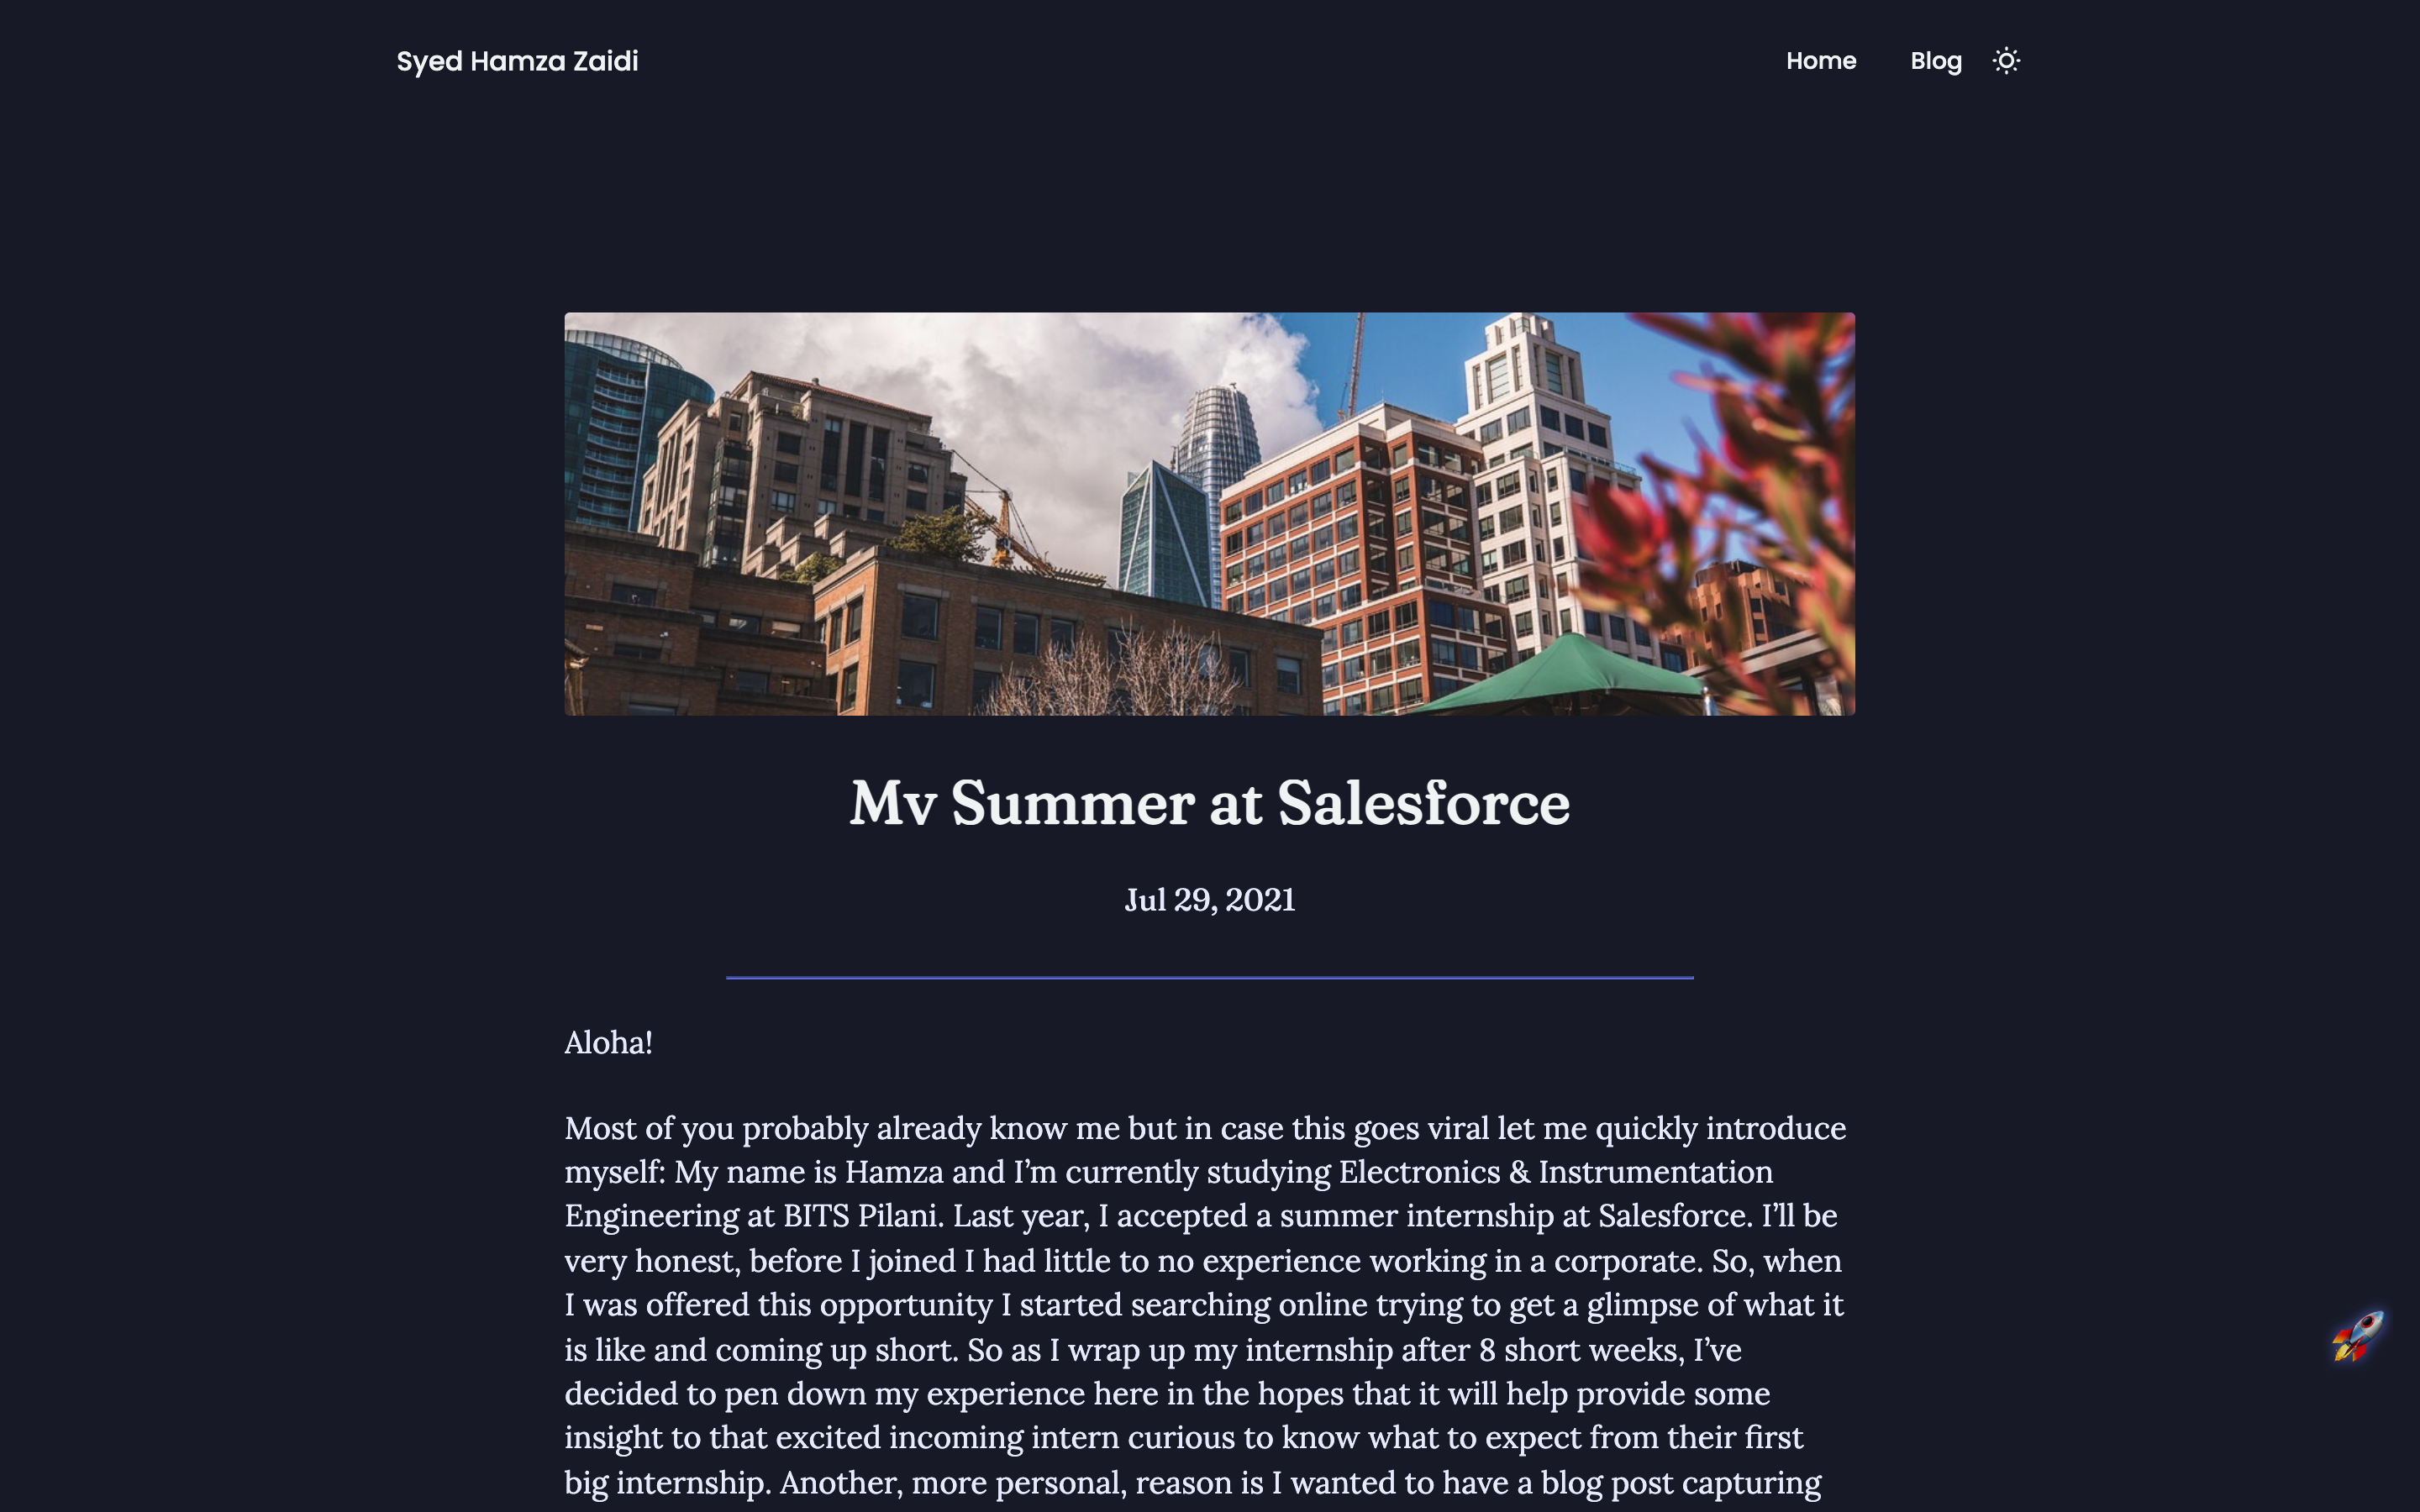 Syed Hamza Zaidi
Home Blog
My Summer at Salesforce
Jul 29, 2021
Aloha!
Most of you probably already know me but in case this goes viral let me quickly introduce
myself: My name is Hamza and I’m currently studying Electronics & Instrumentation
Engineering at BITS Pilani. Last year, I accepted a summer internship at Salesforce. I’ll be
very honest, before I joined I had little to no experience working in a corporate. So, when
I was offered this opportunity I started searching online trying to get a glimpse of what it
is like and coming up short. So as I wrap up my internship after 8 short weeks, I’ve
decided to pen down my experience here in the hopes that it will help provide some
insight to that excited incoming intern curious to know what to expect from their first
big internship. Another, more personal, reason is I wanted to have a blog post capturing